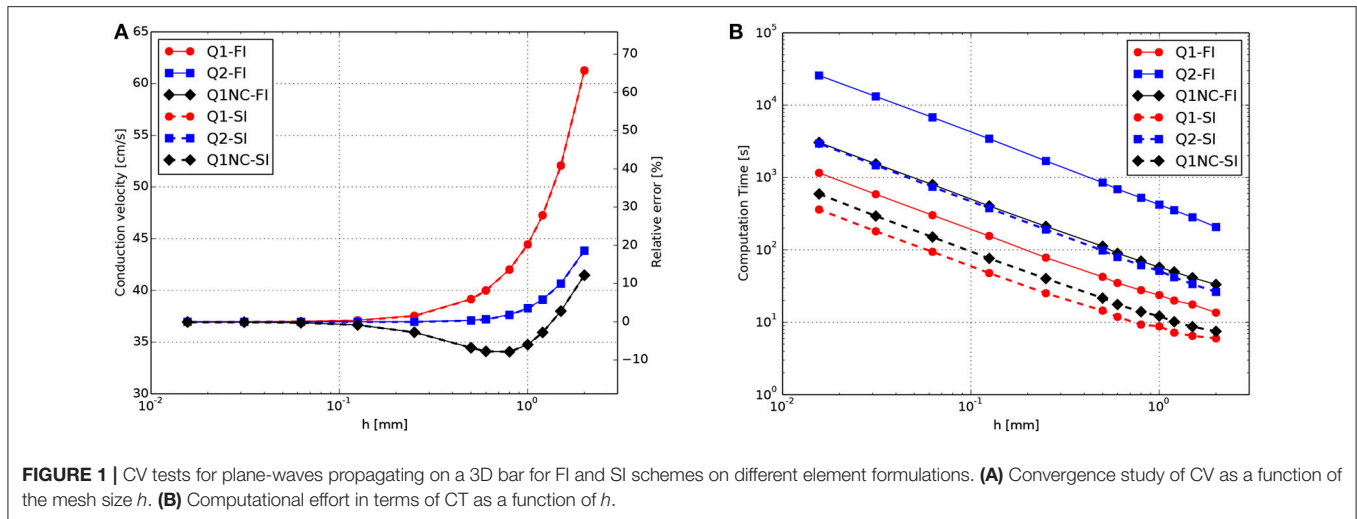 A
65
60
55
50
45
40
35
30
Conduction velocity [cm/s]
Q1-FI
Q2-FI
Q1NC-FI
Q1-SI
Q2-SI
Q1NC-SI
70
60
50
40
30
20
10
0
−10
Relative error [%]
10⁻² 10⁻¹ 10⁰
h [mm]
B
10⁵
10⁴
10³
10²
10¹
10⁰
Computation Time [s]
Q1-FI
Q2-FI
Q1NC-FI
Q1-SI
Q2-SI
Q1NC-SI
10⁻² 10⁻¹ 10⁰
h [mm]
FIGURE 1 | CV tests for plane-waves propagating on a 3D bar for FI and SI schemes on different element formulations. (A) Convergence study of CV as a function of
the mesh size h. (B) Computational effort in terms of CT as a function of h.